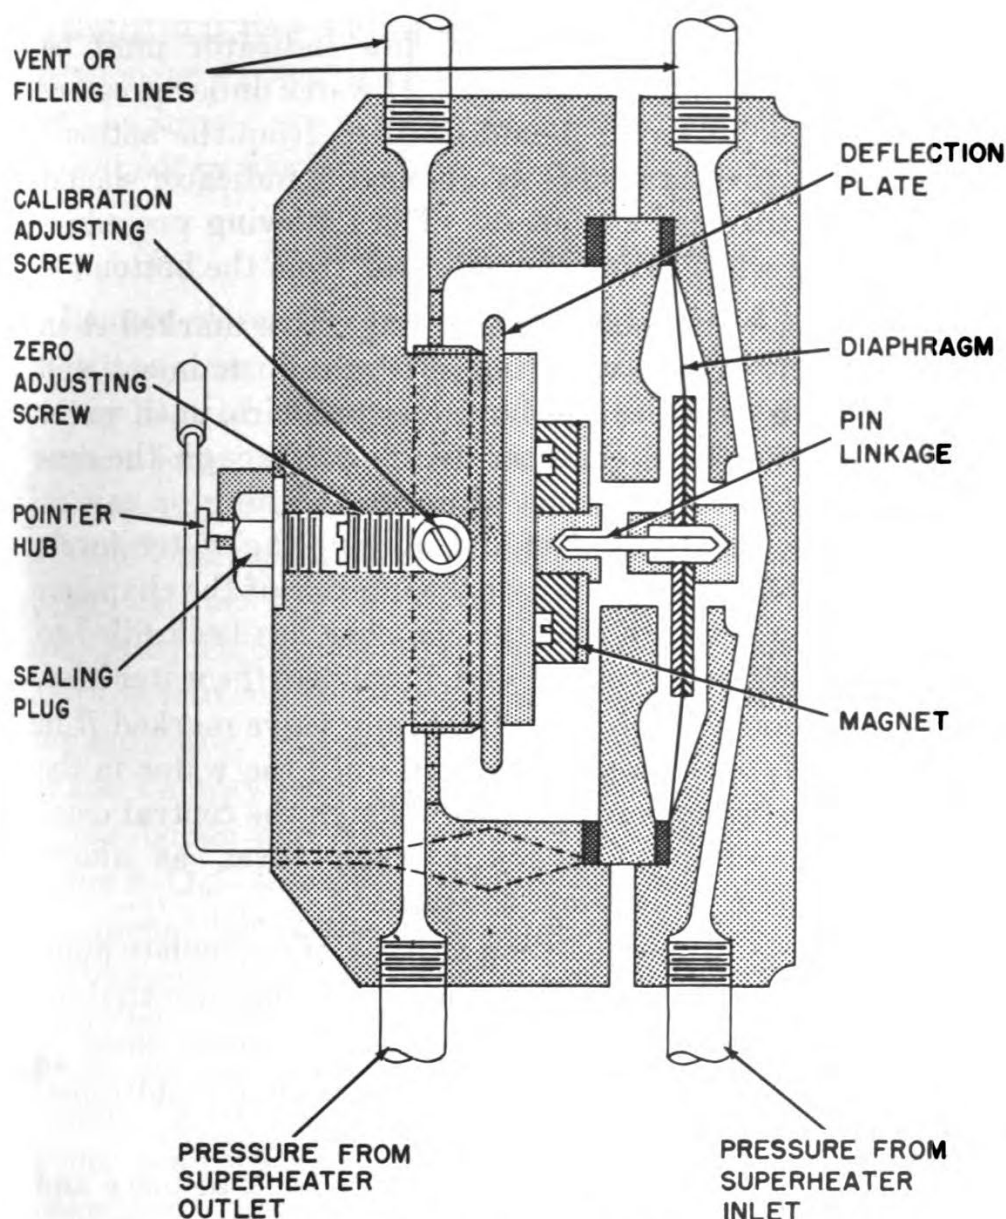 VENT OR
FILLING LINES
CALIBRATION
ADJUSTING
SCREW
ZERO
ADJUSTING
SCREW
POINTER
HUB
SEALING
PLUG
DEFLECTION
PLATE
DIAPHRAGM
PIN
LINKAGE
MAGNET
PRESSURE FROM
SUPERHEATER
OUTLET
PRESSURE FROM
SUPERHEATER
INLET